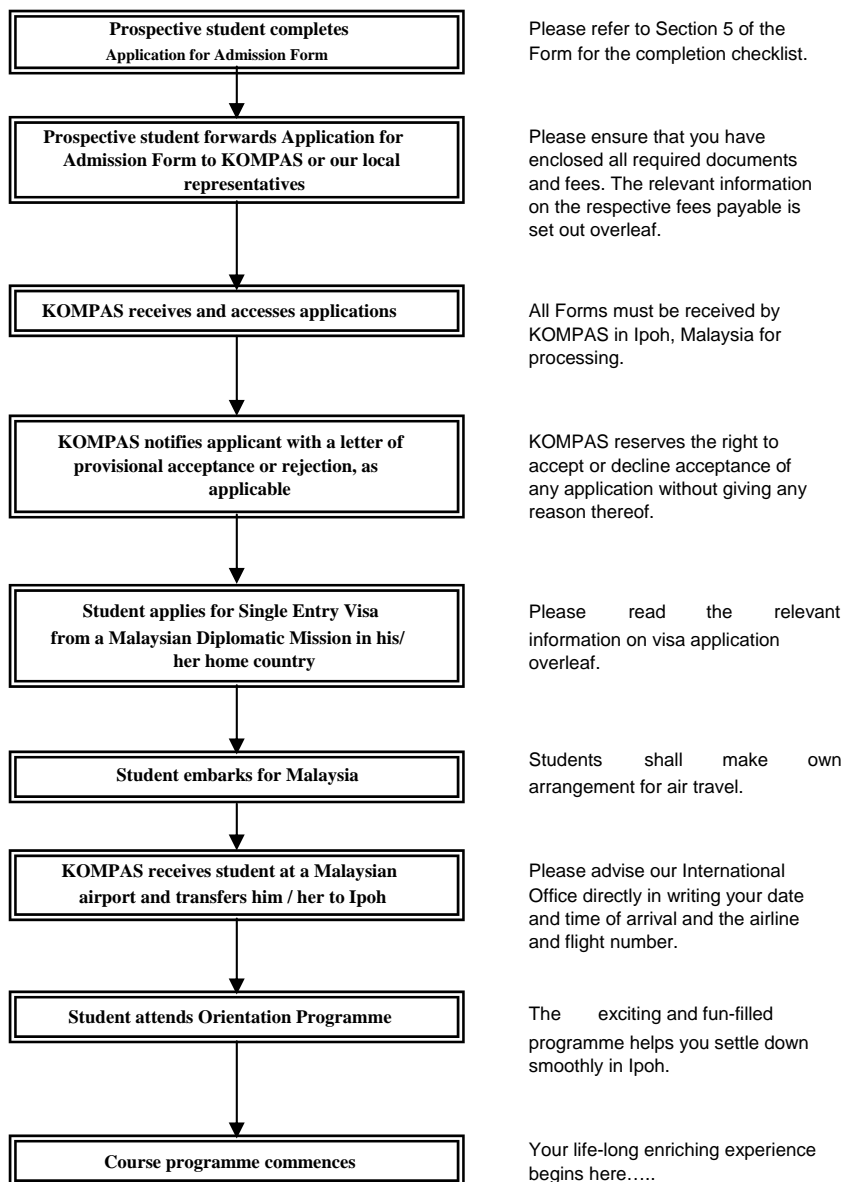 Prospective student completes
Application for Admission Form
Please refer to Section 5 of the
Form for the completion checklist.
Prospective student forwards Application for
Admission Form to KOMPAS or our local
representatives
Please ensure that you have
enclosed all required documents
and fees. The relevant information
on the respective fees payable is
set out overleaf.
KOMPAS receives and accesses applications
All Forms must be received by
KOMPAS in Ipoh, Malaysia for
processing.
KOMPAS notifies applicant with a letter of
provisional acceptance or rejection, as
applicable
KOMPAS reserves the right to
accept or decline acceptance of
any application without giving any
reason thereof.
Student applies for Single Entry Visa
from a Malaysian Diplomatic Mission in his/
her home country
Please read the relevant
information on visa application
overleaf.
Student embarks for Malaysia
Students shall make own
arrangement for air travel.
KOMPAS receives student at a Malaysian
airport and transfers him / her to Ipoh
Please advise our International
Office directly in writing your date
and time of arrival and the airline
and flight number.
Student attends Orientation Programme
The exciting and fun-filled
programme helps you settle down
smoothly in Ipoh.
Course programme commences
Your life-long enriching experience
begins here…..